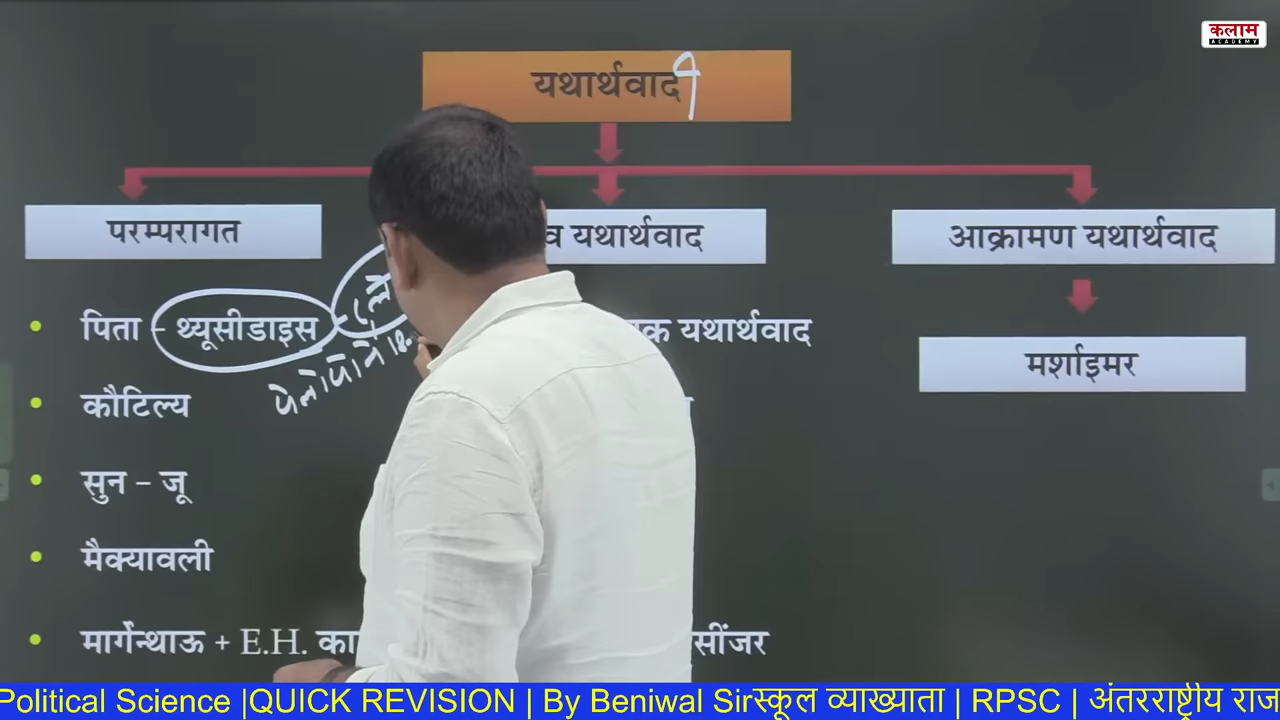 कलाम
ACADEMY
यथार्थवादी
परम्परागत
व यथार्थवाद
आक्रामण यथार्थवाद
पिता - थ्यूसीडाइस
क यथार्थवाद
मर्शाइमर
कौटिल्य
सुन – जू
मैक्यावली
मार्गेन्थाऊ + E.H. का
सींजर
Political Science |QUICK REVISION | By Beniwal Sirस्कूल व्याख्याता | RPSC | अंतरराष्ट्रीय राज